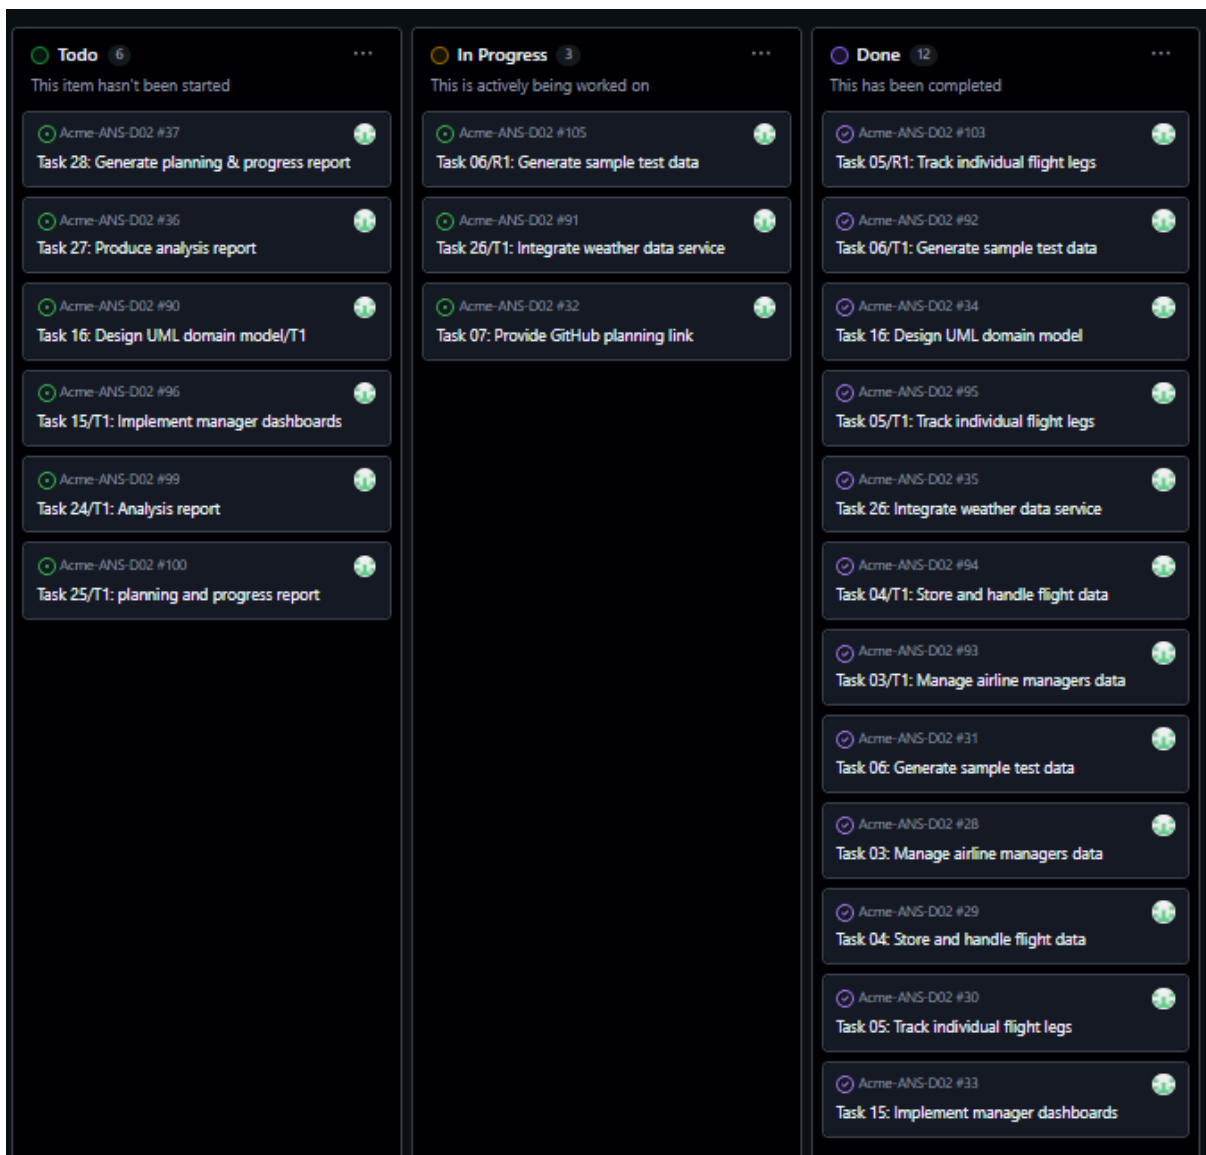 Todo 6
This item hasn't been started
Acme-ANS-D02 #37
Task 28: Generate planning & progress report
Acme-ANS-D02 #36
Task 27: Produce analysis report
Acme-ANS-D02 #90
Task 16: Design UML domain model/T1
Acme-ANS-D02 #96
Task 15/T1: Implement manager dashboards
Acme-ANS-D02 #99
Task 24/T1: Analysis report
Acme-ANS-D02 #100
Task 25/T1: planning and progress report
In Progress 3
This is actively being worked on
Acme-ANS-D02 #105
Task 06/R1: Generate sample test data
Acme-ANS-D02 #91
Task 26/T1: Integrate weather data service
Acme-ANS-D02 #32
Task 07: Provide GitHub planning link
Done 12
This has been completed
Acme-ANS-D02 #103
Task 05/R1: Track individual flight legs
Acme-ANS-D02 #92
Task 06/T1: Generate sample test data
Acme-ANS-D02 #34
Task 16: Design UML domain model
Acme-ANS-D02 #95
Task 05/T1: Track individual flight legs
Acme-ANS-D02 #35
Task 26: Integrate weather data service
Acme-ANS-D02 #94
Task 04/T1: Store and handle flight data
Acme-ANS-D02 #93
Task 03/T1: Manage airline managers data
Acme-ANS-D02 #31
Task 06: Generate sample test data
Acme-ANS-D02 #28
Task 03: Manage airline managers data
Acme-ANS-D02 #29
Task 04: Store and handle flight data
Acme-ANS-D02 #30
Task 05: Track individual flight legs
Acme-ANS-D02 #33
Task 15: Implement manager dashboards